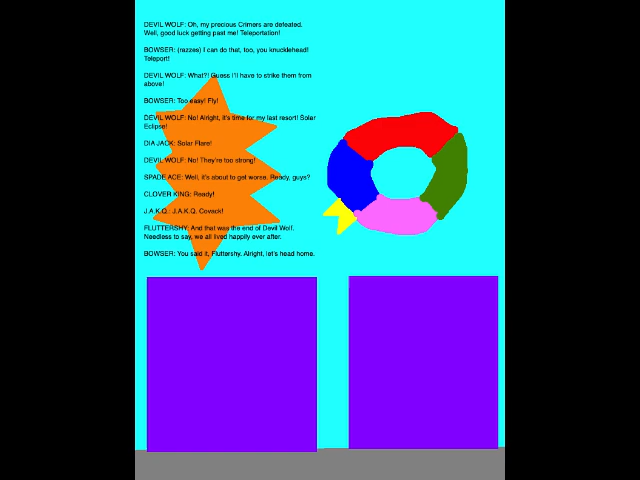 DEVIL WOLF: Oh, my precious Crimers are defeated.
Well, good luck getting past me! Teleportation!
BOWSER: (razzes) I can do that, too, you knucklehead!
Teleport!
DEVIL WOLF: What?! Guess I'll have to strike them from
above!
BOWSER: Too easy! Fly!
DEVIL WOLF: No! Alright, it's time for my last resort! Solar
Eclipse!
DIA JACK: Solar Flare!
DEVIL WOLF: No! They're too strong!
SPADE ACE: Well, it's about to get worse. Ready, guys?
CLOVER KING: Ready!
J.A.K.Q.: J.A.K.Q. Covack!
FLUTTERSHY: And that was the end of Devil Wolf.
Needless to say, we all lived happily ever after.
BOWSER: You said it, Fluttershy. Alright, let's head home.